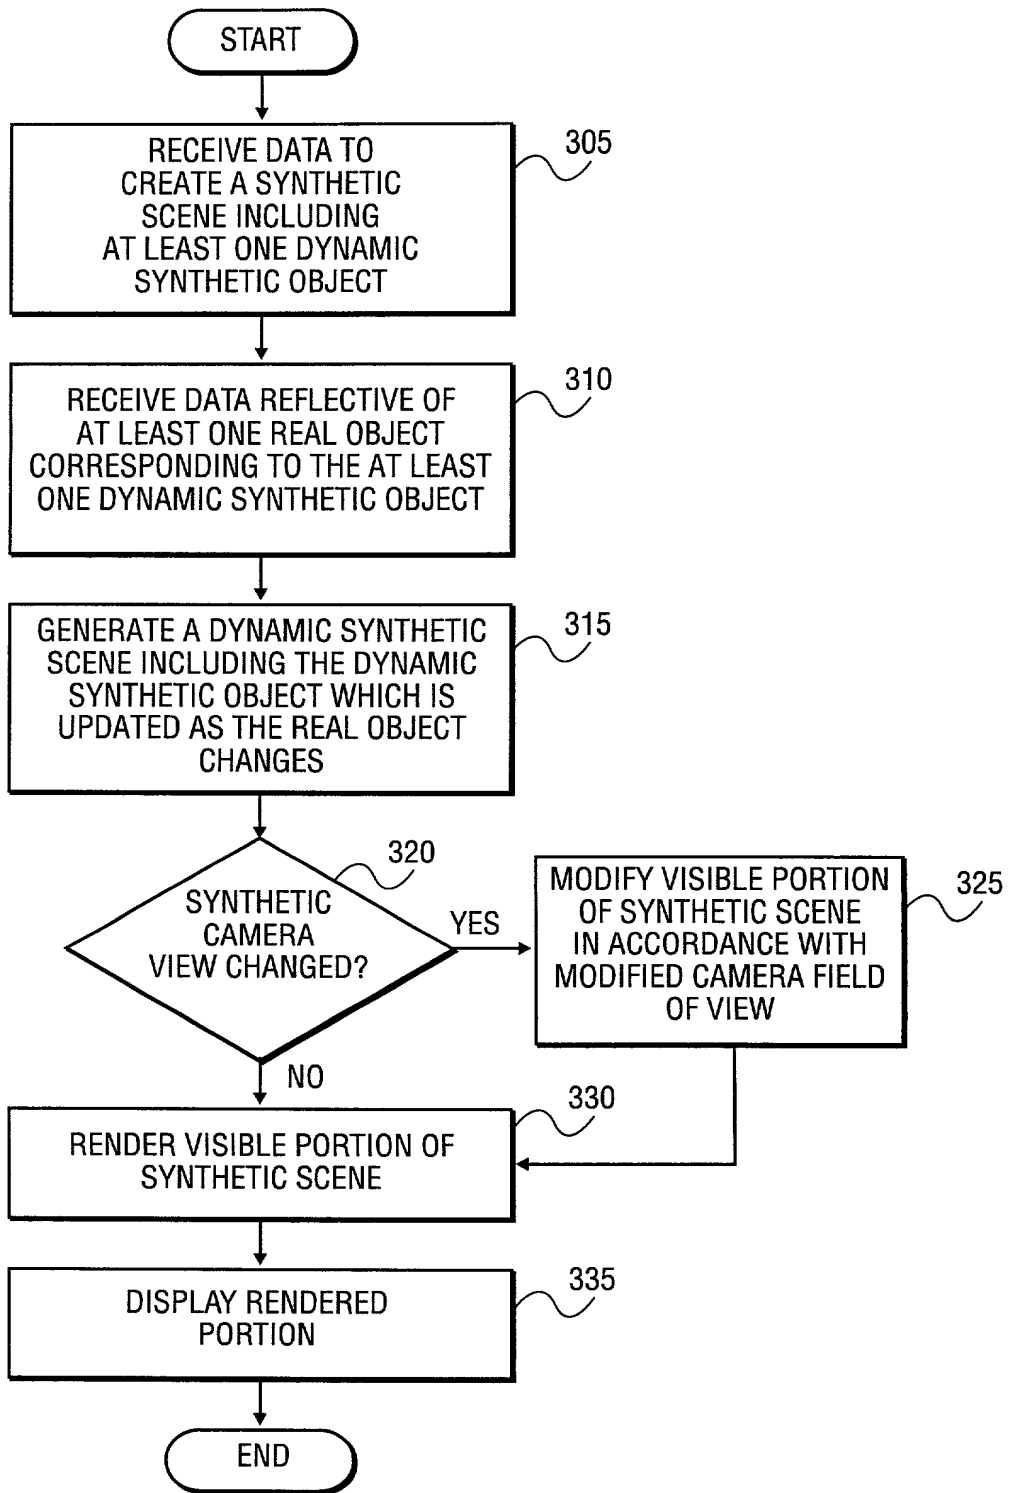 START
RECEIVE DATA TO
CREATE A SYNTHETIC
SCENE INCLUDING
AT LEAST ONE DYNAMIC
SYNTHETIC OBJECT
305
RECEIVE DATA REFLECTIVE OF
AT LEAST ONE REAL OBJECT
CORRESPONDING TO THE AT LEAST
ONE DYNAMIC SYNTHETIC OBJECT
310
GENERATE A DYNAMIC SYNTHETIC
SCENE INCLUDING THE DYNAMIC
SYNTHETIC OBJECT WHICH IS
UPDATED AS THE REAL OBJECT
CHANGES
315
SYNTHETIC
CAMERA
VIEW CHANGED?
320
YES
MODIFY VISIBLE PORTION
OF SYNTHETIC SCENE
IN ACCORDANCE WITH
MODIFIED CAMERA FIELD
OF VIEW
325
NO
RENDER VISIBLE PORTION OF
SYNTHETIC SCENE
330
DISPLAY RENDERED
PORTION
335
END